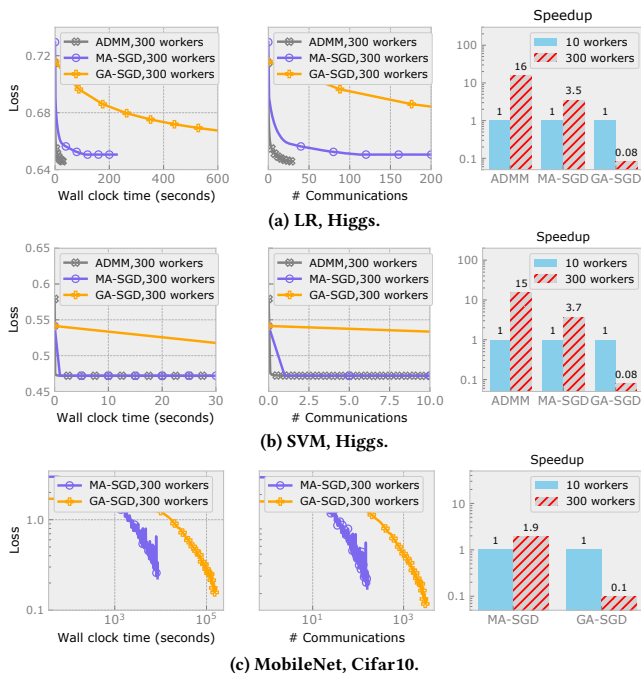 Speedup
0.72
0.68
0.64
Loss
ADMM,300 workers
MA-SGD,300 workers
GA-SGD,300 workers
0 200 400 600
Wall clock time (seconds)
ADMM,300 workers
MA-SGD,300 workers
GA-SGD,300 workers
0 50 100 150 200
# Communications
100
10
1
0.1
10 workers
300 workers
1 16 1 3.5 1 0.08
ADMM MA-SGD GA-SGD
(a) LR, Higgs.
Speedup
0.65
0.60
0.55
0.50
0.45
Loss
ADMM,300 workers
MA-SGD,300 workers
GA-SGD,300 workers
0 10 20 30
Wall clock time (seconds)
ADMM,300 workers
MA-SGD,300 workers
GA-SGD,300 workers
0.0 2.5 5.0 7.5 10.0
# Communications
100
10
1
0.1
10 workers
300 workers
1 15 1 3.7 1 0.08
ADMM MA-SGD GA-SGD
(b) SVM, Higgs.
Speedup
1.0
0.1
Loss
MA-SGD,300 workers
GA-SGD,300 workers
10³ 10⁵
Wall clock time (seconds)
MA-SGD,300 workers
GA-SGD,300 workers
10¹ 10³
# Communications
10
1
0.1
10 workers
300 workers
1 1.9 1 0.1
MA-SGD GA-SGD
(c) MobileNet, Cifar10.